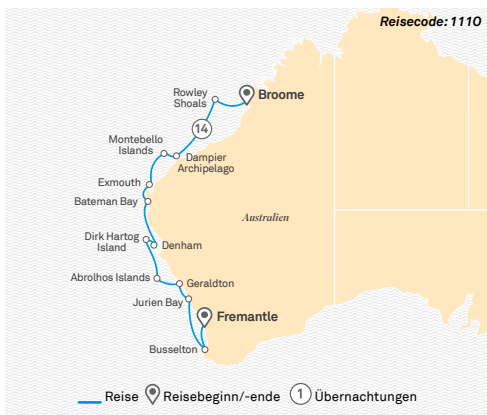 Reisecode: 1110
Rowley
Shoals
Broome
14
Montebello
Islands
Dampier
Archipelago
Exmouth
Bateman Bay
Australien
Dirk Hartog
Island
Denham
Abrolhos Islands
Geraldton
Jurien Bay
Fremantle
Busselton
Reise
Reisebeginn/-ende
1
Übernachtungen